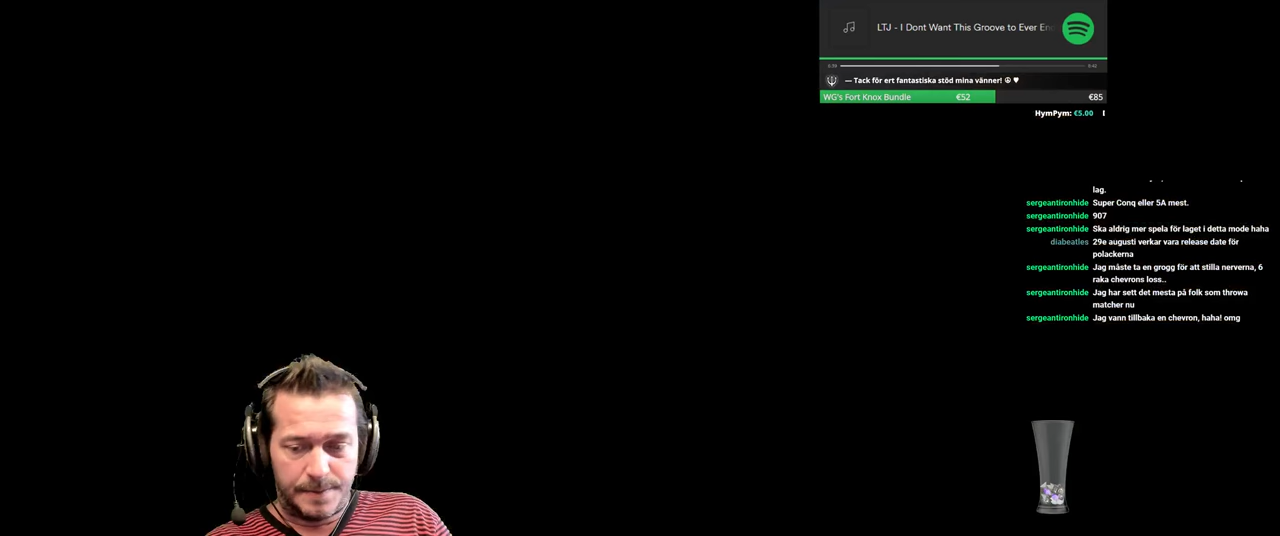 LTJ - I Dont Want This Groove to Ever En
--- Tack för ert fantastiska stöd mina vänner! ☮ ♥
WG's Fort Knox Bundle €52 €85
HymPym: €5.00
lag.
sergeantironhide Super Conq eller 5A mest.
sergeantironhide 907
sergeantironhide Ska aldrig mer spela för laget i detta mode haha
diabeatles 29e augusti verkar vara release date för
polackerna
sergeantironhide Jag måste ta en grogg för att stilla nerverna, 6
raka chevrons loss..
sergeantironhide Jag har sett det mesta på folk som throwa
matcher nu
sergeantironhide Jag vann tillbaka en chevron, haha! omg